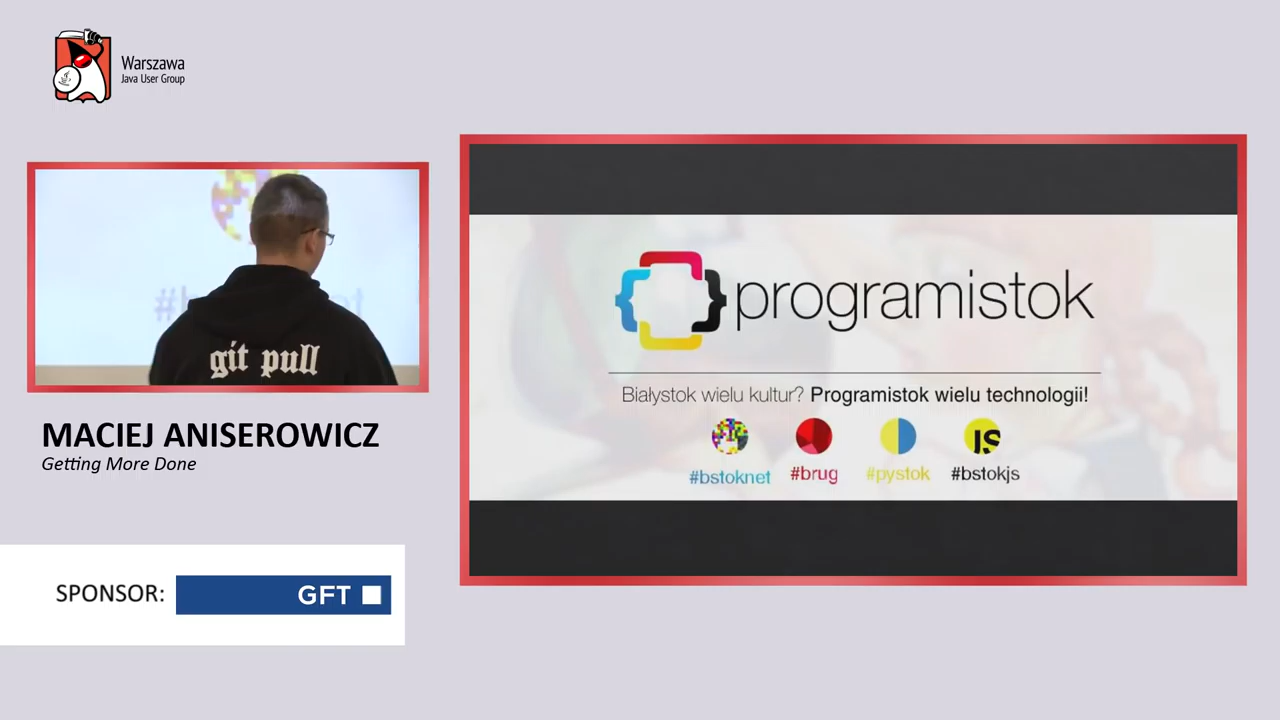 Warszawa
Java User Group
git pull
MACIEJ ANISEROWICZ
Getting More Done
SPONSOR:
GFT
programistok
Białystok wielu kultur? Programistok wielu technologii!
JS
#bstoknet
#brug
#pystok
#bstokjs